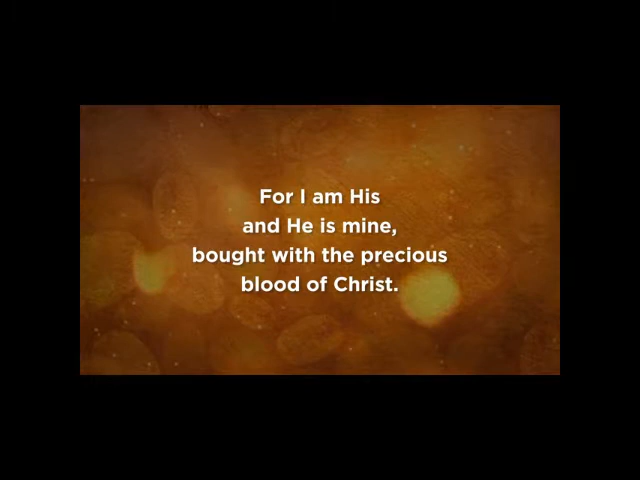 For I am His
and He is mine,
bought with the precious
blood of Christ.